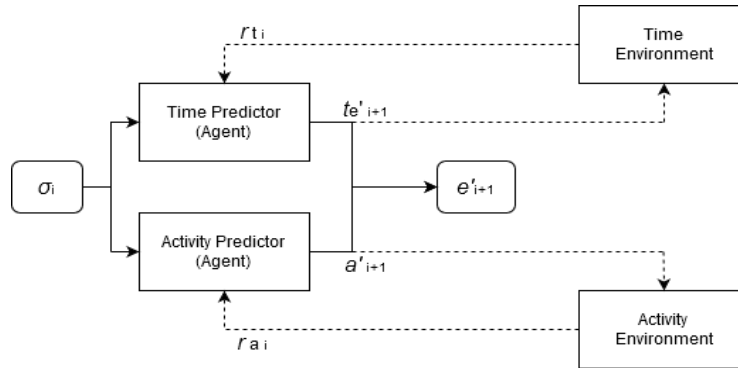 r t i
Time
Environment
Time Predictor
(Agent)
te' i+1
σi
e'i+1
Activity Predictor
(Agent)
a' i+1
Activity
Environment
r a i